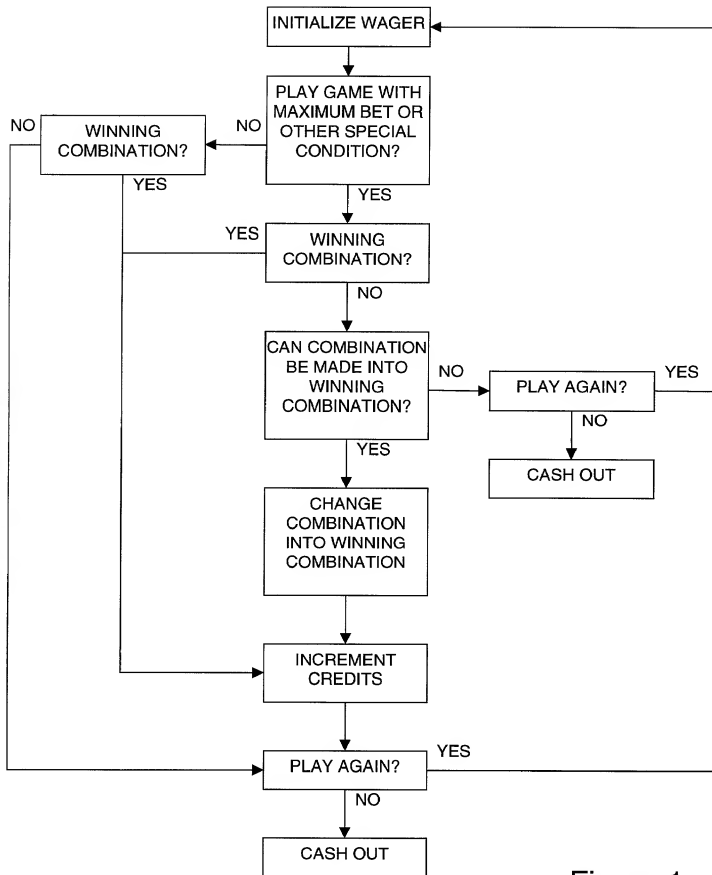 INITIALIZE WAGER
PLAY GAME WITH
MAXIMUM BET OR
OTHER SPECIAL
CONDITION?
NO
WINNING
COMBINATION?
NO
YES
YES
YES
WINNING
COMBINATION?
NO
CAN COMBINATION
BE MADE INTO
WINNING
COMBINATION?
NO
PLAY AGAIN?
YES
NO
CASH OUT
YES
CHANGE
COMBINATION
INTO WINNING
COMBINATION
INCREMENT
CREDITS
PLAY AGAIN?
YES
NO
CASH OUT